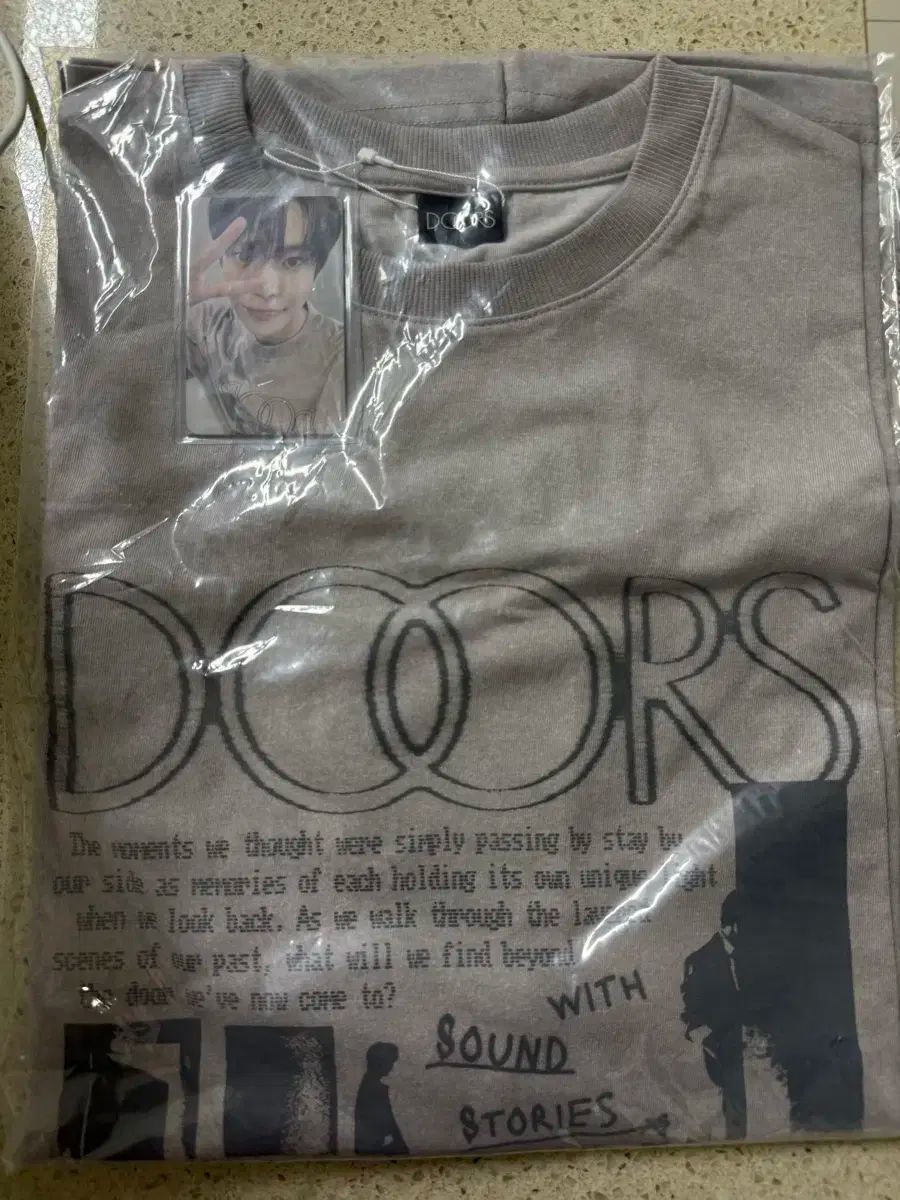 DOORS
DOORS
The moments we thought were simply passing by stay by
our side as memories of each holding its own unique light
when we look back. As we walk through the
scenes of our past, what will we find beyond
the door we've now come to?
WITH
SOUND
STORIES